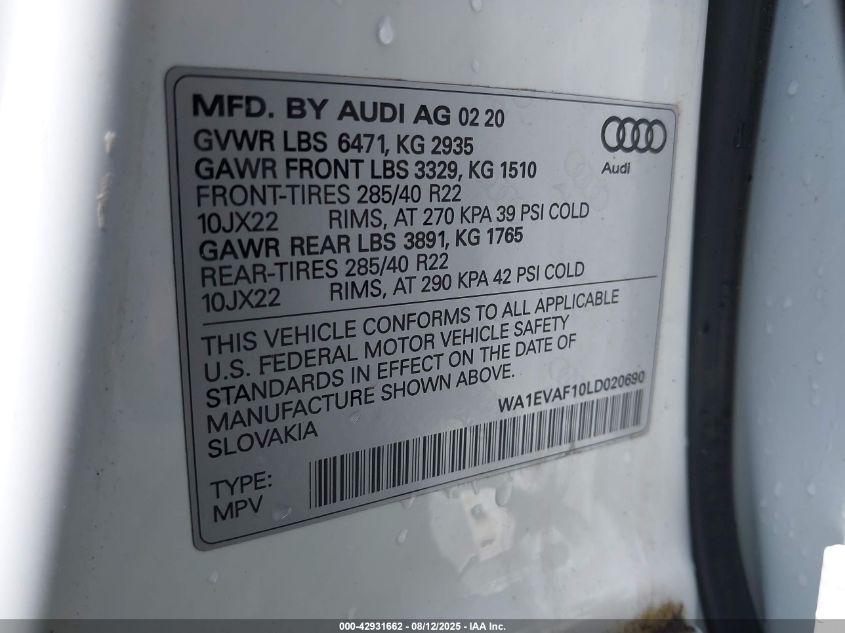 MFD. BY AUDI AG 02 20
GVWR LBS 6471, KG 2935
GAWR FRONT LBS 3329, KG 1510
FRONT-TIRES 285/40 R22
10JX22 RIMS, AT 270 KPA 39 PSI COLD
GAWR REAR LBS 3891, KG 1765
REAR-TIRES 285/40 R22
10JX22 RIMS, AT 290 KPA 42 PSI COLD
Audi
THIS VEHICLE CONFORMS TO ALL APPLICABLE
U.S. FEDERAL MOTOR VEHICLE SAFETY
STANDARDS IN EFFECT ON THE DATE OF
MANUFACTURE SHOWN ABOVE.
SLOVAKIA
WA1EVAF10LD020690
TYPE:
MPV
000-42931662 - 08/12/2025 - IAA Inc.